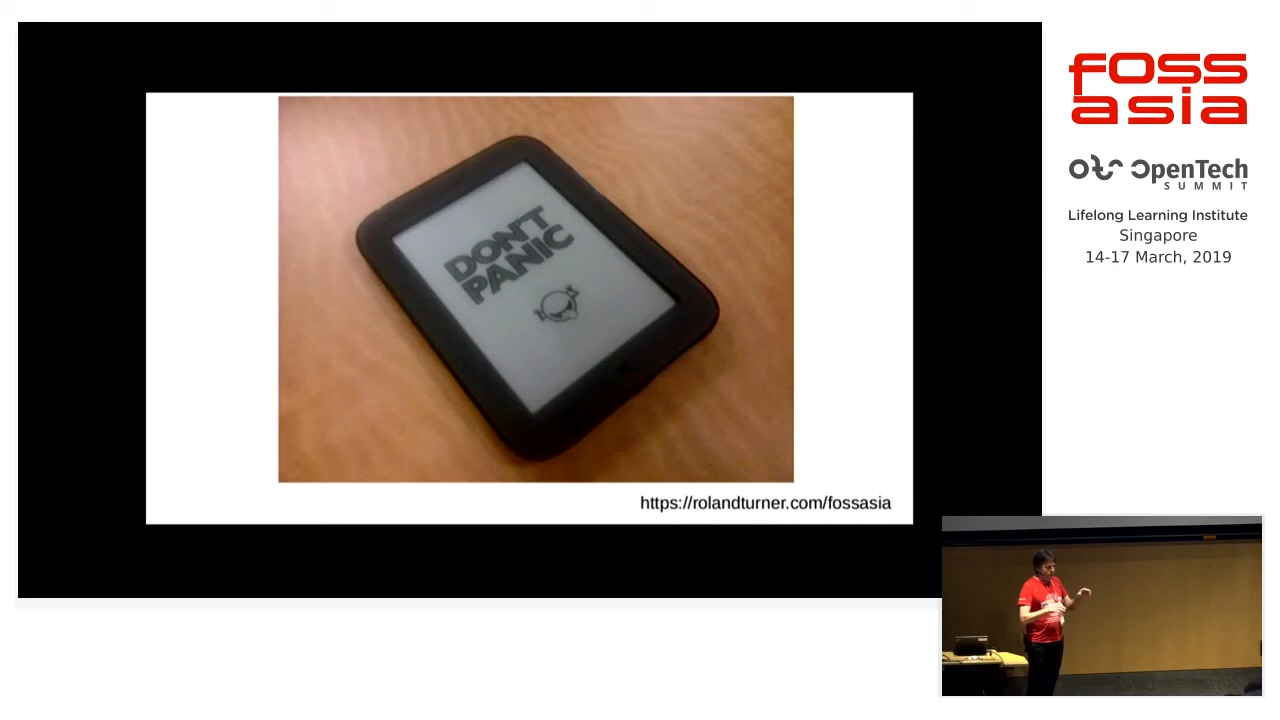 DON'T
PANIC
https://rolandturner.com/fossasia
foss
asia
OpenTech
SUMMIT
Lifelong Learning Institute
Singapore
14-17 March, 2019